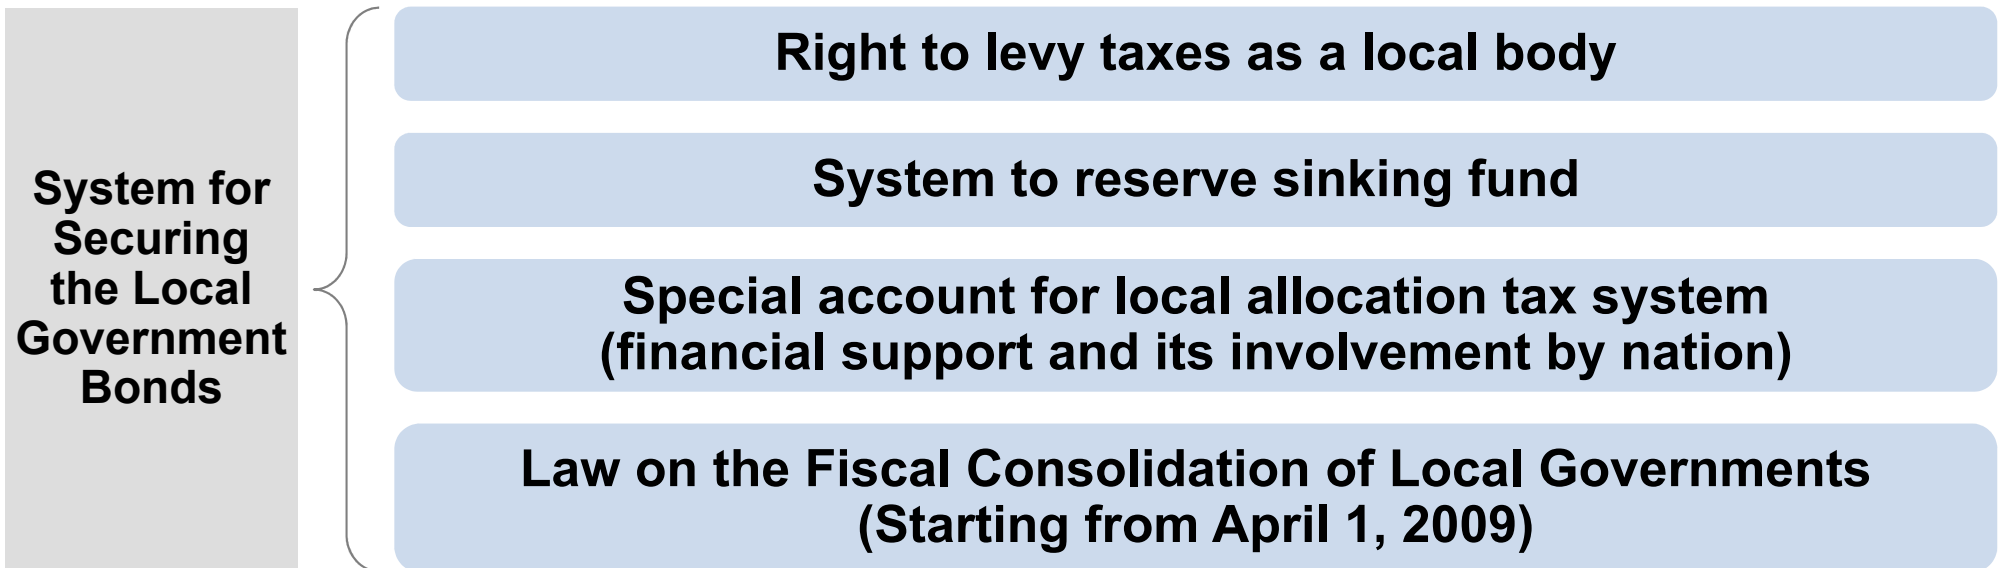 System for
Securing
the Local
Government
Bonds
Right to levy taxes as a local body
System to reserve sinking fund
Special account for local allocation tax system
(financial support and its involvement by nation)
Law on the Fiscal Consolidation of Local Governments
(Starting from April 1, 2009)